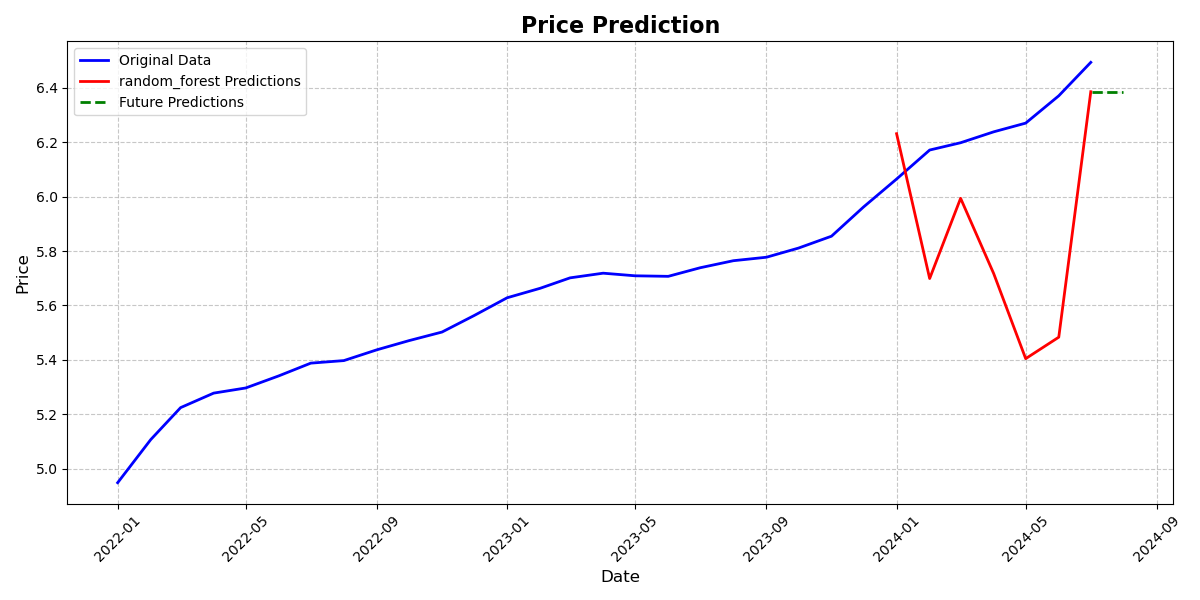 Price Prediction
Original Data
random_forest Predictions
Future Predictions
Price
6.4
6.2
6.0
5.8
5.6
5.4
5.2
5.0
2022-01
2022-05
2022-09
2023-01
2023-05
2023-09
2024-01
2024-05
2024-09
Date